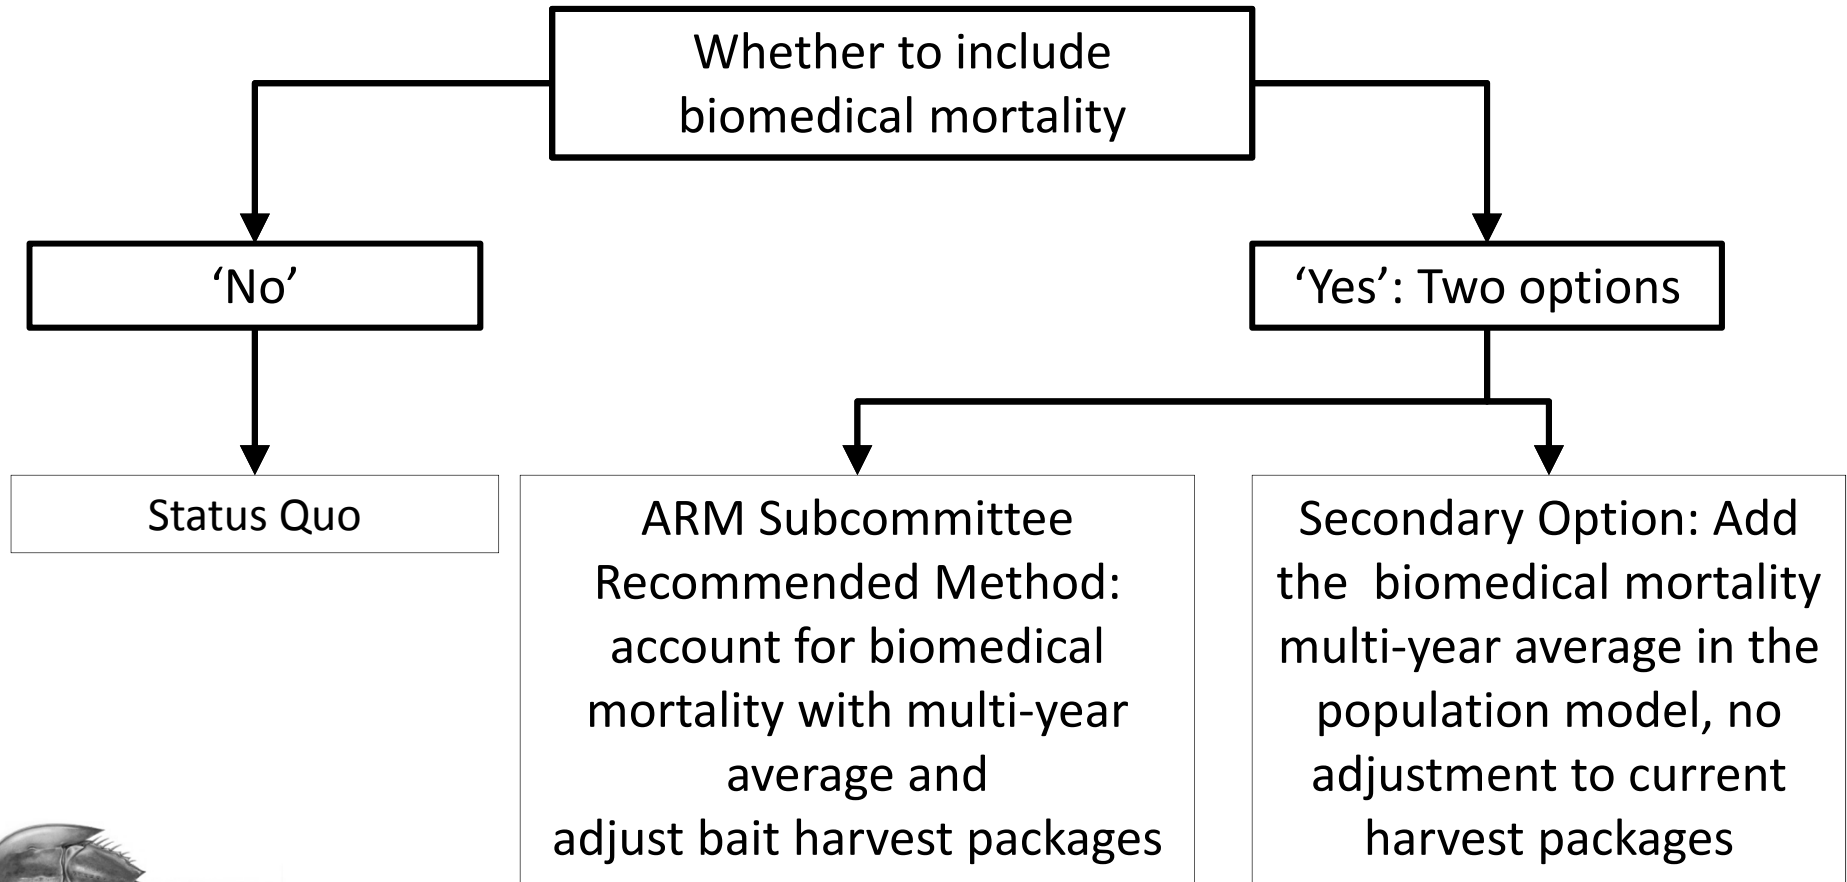 Whether to include
biomedical mortality
‘No’
‘Yes’: Two options
Status Quo
ARM Subcommittee
Recommended Method:
account for biomedical
mortality with multi-year
average and
adjust bait harvest packages
Secondary Option: Add
the  biomedical mortality
multi-year average in the
population model, no
adjustment to current
harvest packages